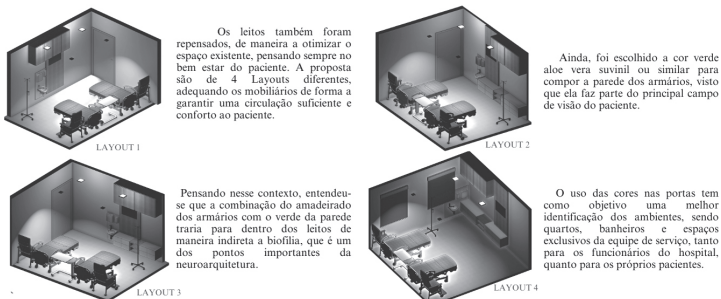 Os leitos também foram
repensados, de maneira a otimizar o
espaço existente, pensando sempre no
bem estar do paciente. A proposta
são de 4 Layouts diferentes,
adequando os mobiliários de forma a
garantir uma circulação suficiente e
conforto ao paciente.
LAYOUT 1
Ainda, foi escolhido a cor verde
aloe vera suvinil ou similar para
compor a parede dos armários, visto
que ela faz parte do principal campo
de visão do paciente.
LAYOUT 2
Pensando nesse contexto, entendeu-
se que a combinação do amadeirado
dos armários com o verde da parede
traria para dentro dos leitos de
maneira indireta a biofilia, que é um
dos pontos importantes da
neuroarquitetura.
LAYOUT 3
O uso das cores nas portas tem
como objetivo uma melhor
identificação dos ambientes, sendo
quartos, banheiros e espaços
exclusivos da equipe de serviço, tanto
para os funcionários do hospital,
quanto para os próprios pacientes.
LAYOUT 4